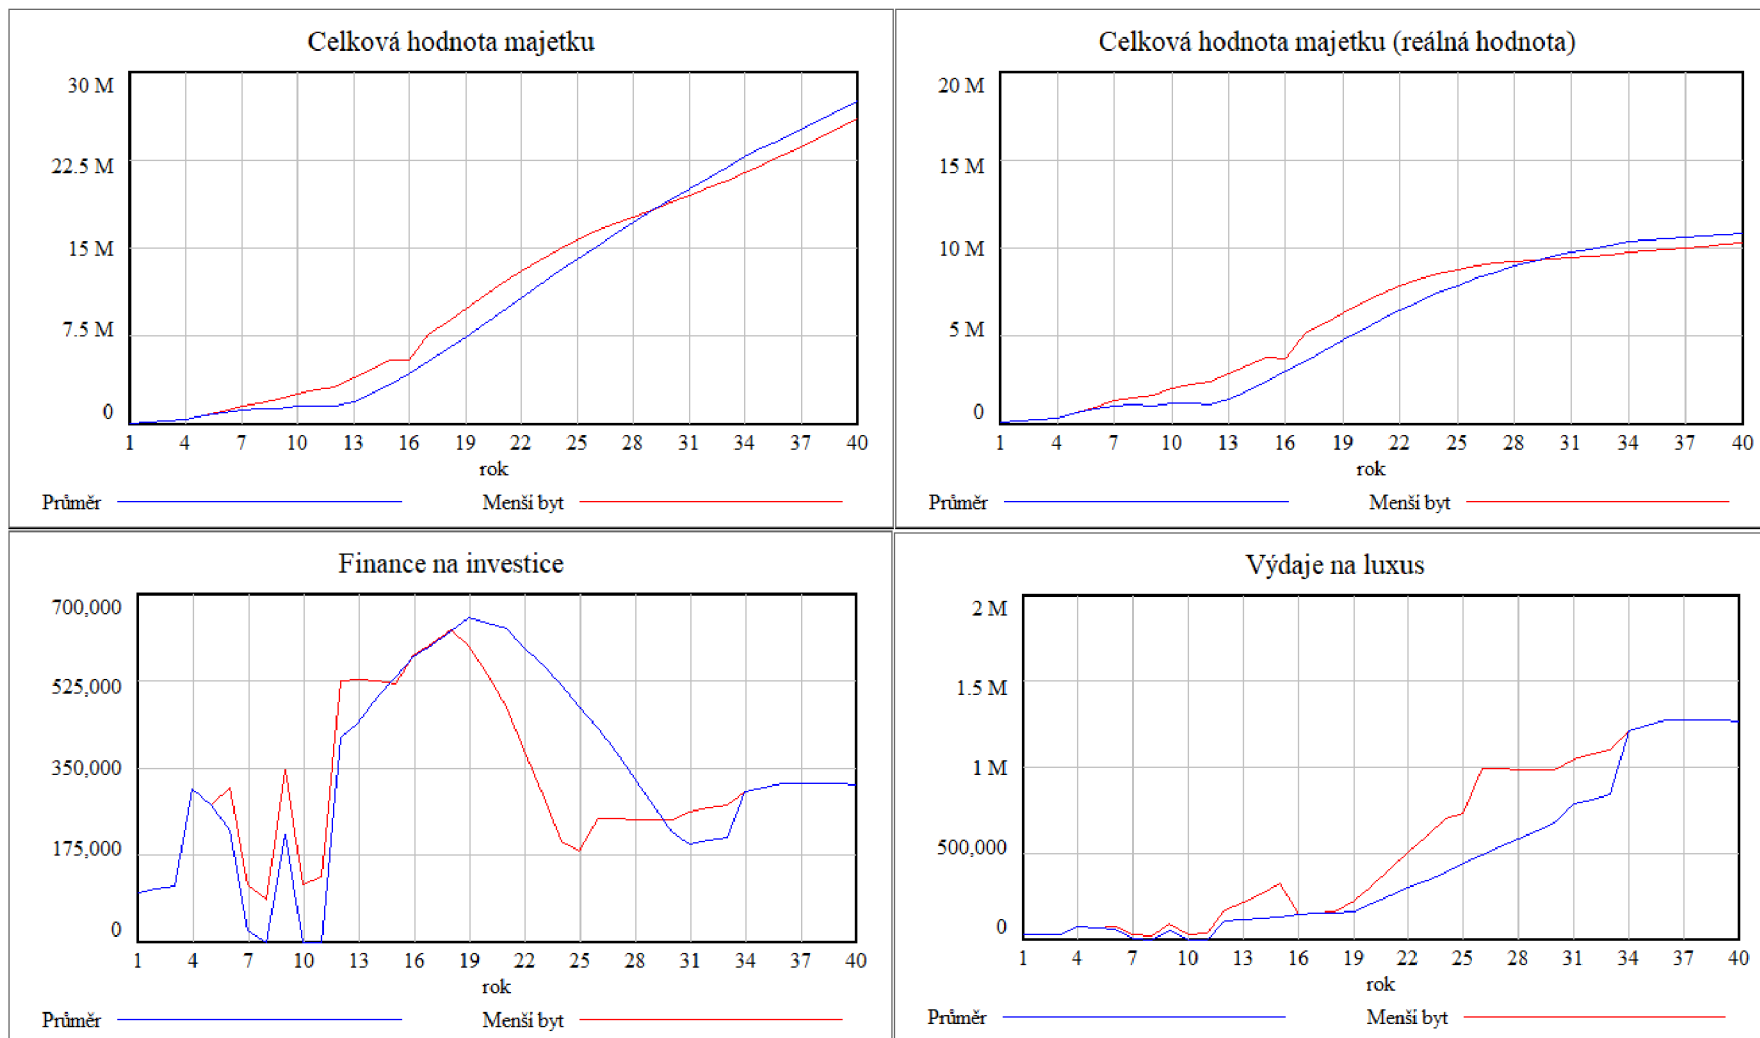 Celková hodnota majetku
30 M
22.5 M
15 M
7.5 M
0
1 4 7 10 13 16 19 22 25 28 31 34 37 40
rok
Průměr Menší byt
Celková hodnota majetku (reálná hodnota)
20 M
15 M
10 M
5 M
0
1 4 7 10 13 16 19 22 25 28 31 34 37 40
rok
Průměr Menší byt
Finance na investice
700,000
525,000
350,000
175,000
0
1 4 7 10 13 16 19 22 25 28 31 34 37 40
rok
Průměr Menší byt
Výdaje na luxus
2 M
1.5 M
1 M
500,000
0
1 4 7 10 13 16 19 22 25 28 31 34 37 40
rok
Průměr Menší byt